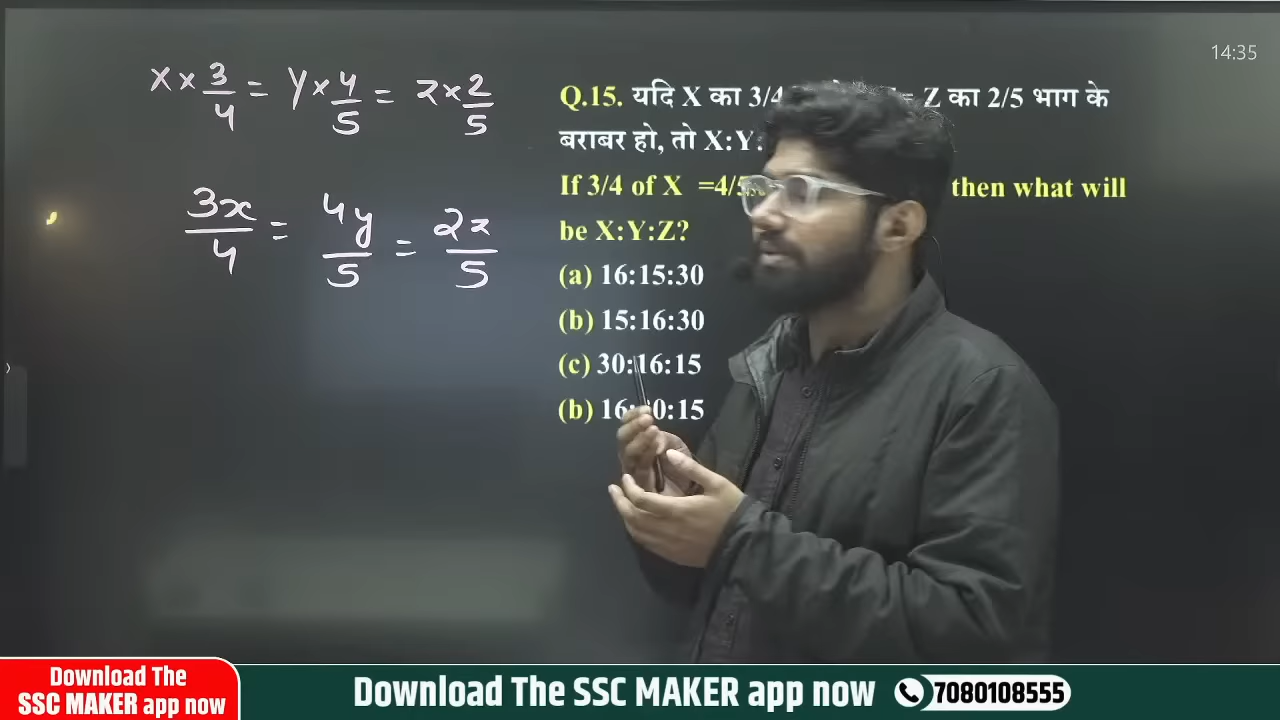 14:35
X × 3/4 = Y × 4/5 = z × 2/5
3x/4 = 4y/5 = 2z/5
Q.15. यदि X का 3/4 = Z का 2/5 भाग के
बराबर हो, तो X:Y:
If 3/4 of X =4/5 then what will
be X:Y:Z?
(a) 16:15:30
(b) 15:16:30
(c) 30:16:15
(b) 16: 0:15
Download The
SSC MAKER app now
Download The SSC MAKER app now
7080108555